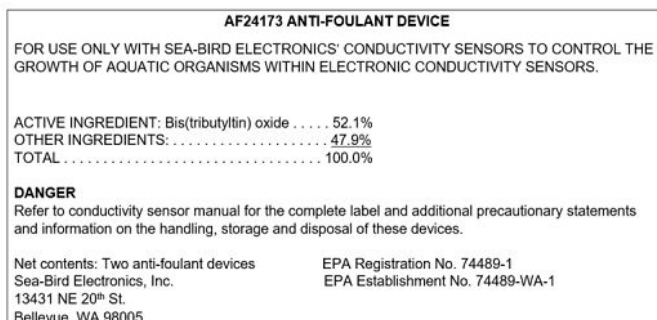 AF24173 ANTI-FOULANT DEVICE
FOR USE ONLY WITH SEA-BIRD ELECTRONICS' CONDUCTIVITY SENSORS TO CONTROL THE
GROWTH OF AQUATIC ORGANISMS WITHIN ELECTRONIC CONDUCTIVITY SENSORS.
ACTIVE INGREDIENT: Bis(tributyltin) oxide . . . . . 52.1%
OTHER INGREDIENTS: . . . . . . . . . . . . . . . . . . . . 47.9%
TOTAL . . . . . . . . . . . . . . . . . . . . . . . . . . . . . . . . . 100.0%
DANGER
Refer to conductivity sensor manual for the complete label and additional precautionary statements
and information on the handling, storage and disposal of these devices.
Net contents: Two anti-foulant devices EPA Registration No. 74489-1
Sea-Bird Electronics, Inc. EPA Establishment No. 74489-WA-1
13431 NE 20th St.
Bellevue, WA 98005